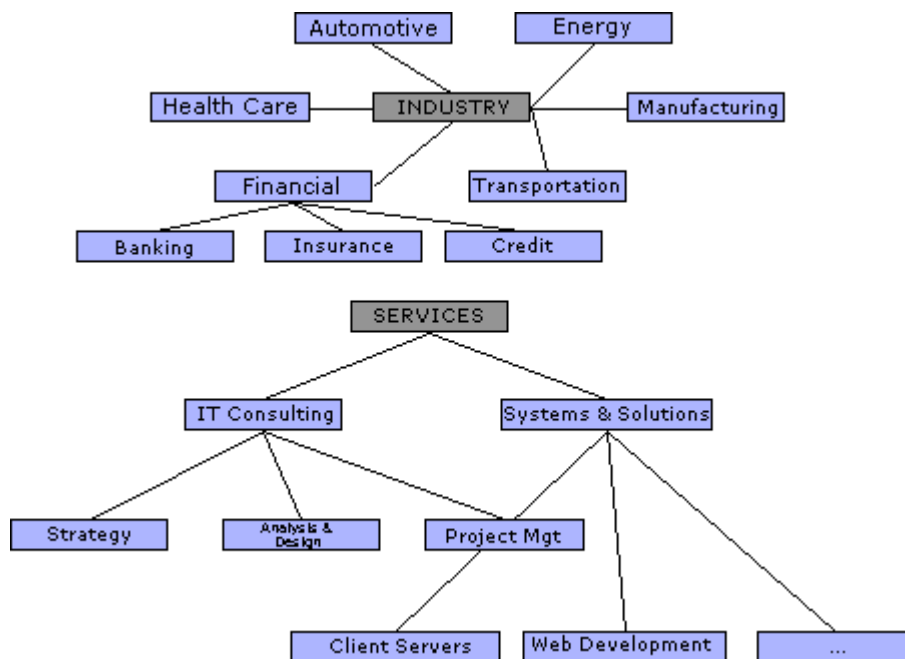 Automotive
Energy
Health Care
INDUSTRY
Manufacturing
Financial
Transportation
Banking
Insurance
Credit
SERVICES
IT Consulting
Systems & Solutions
Strategy
Analysis &
Design
Project Mgt
Client Servers
Web Development
...